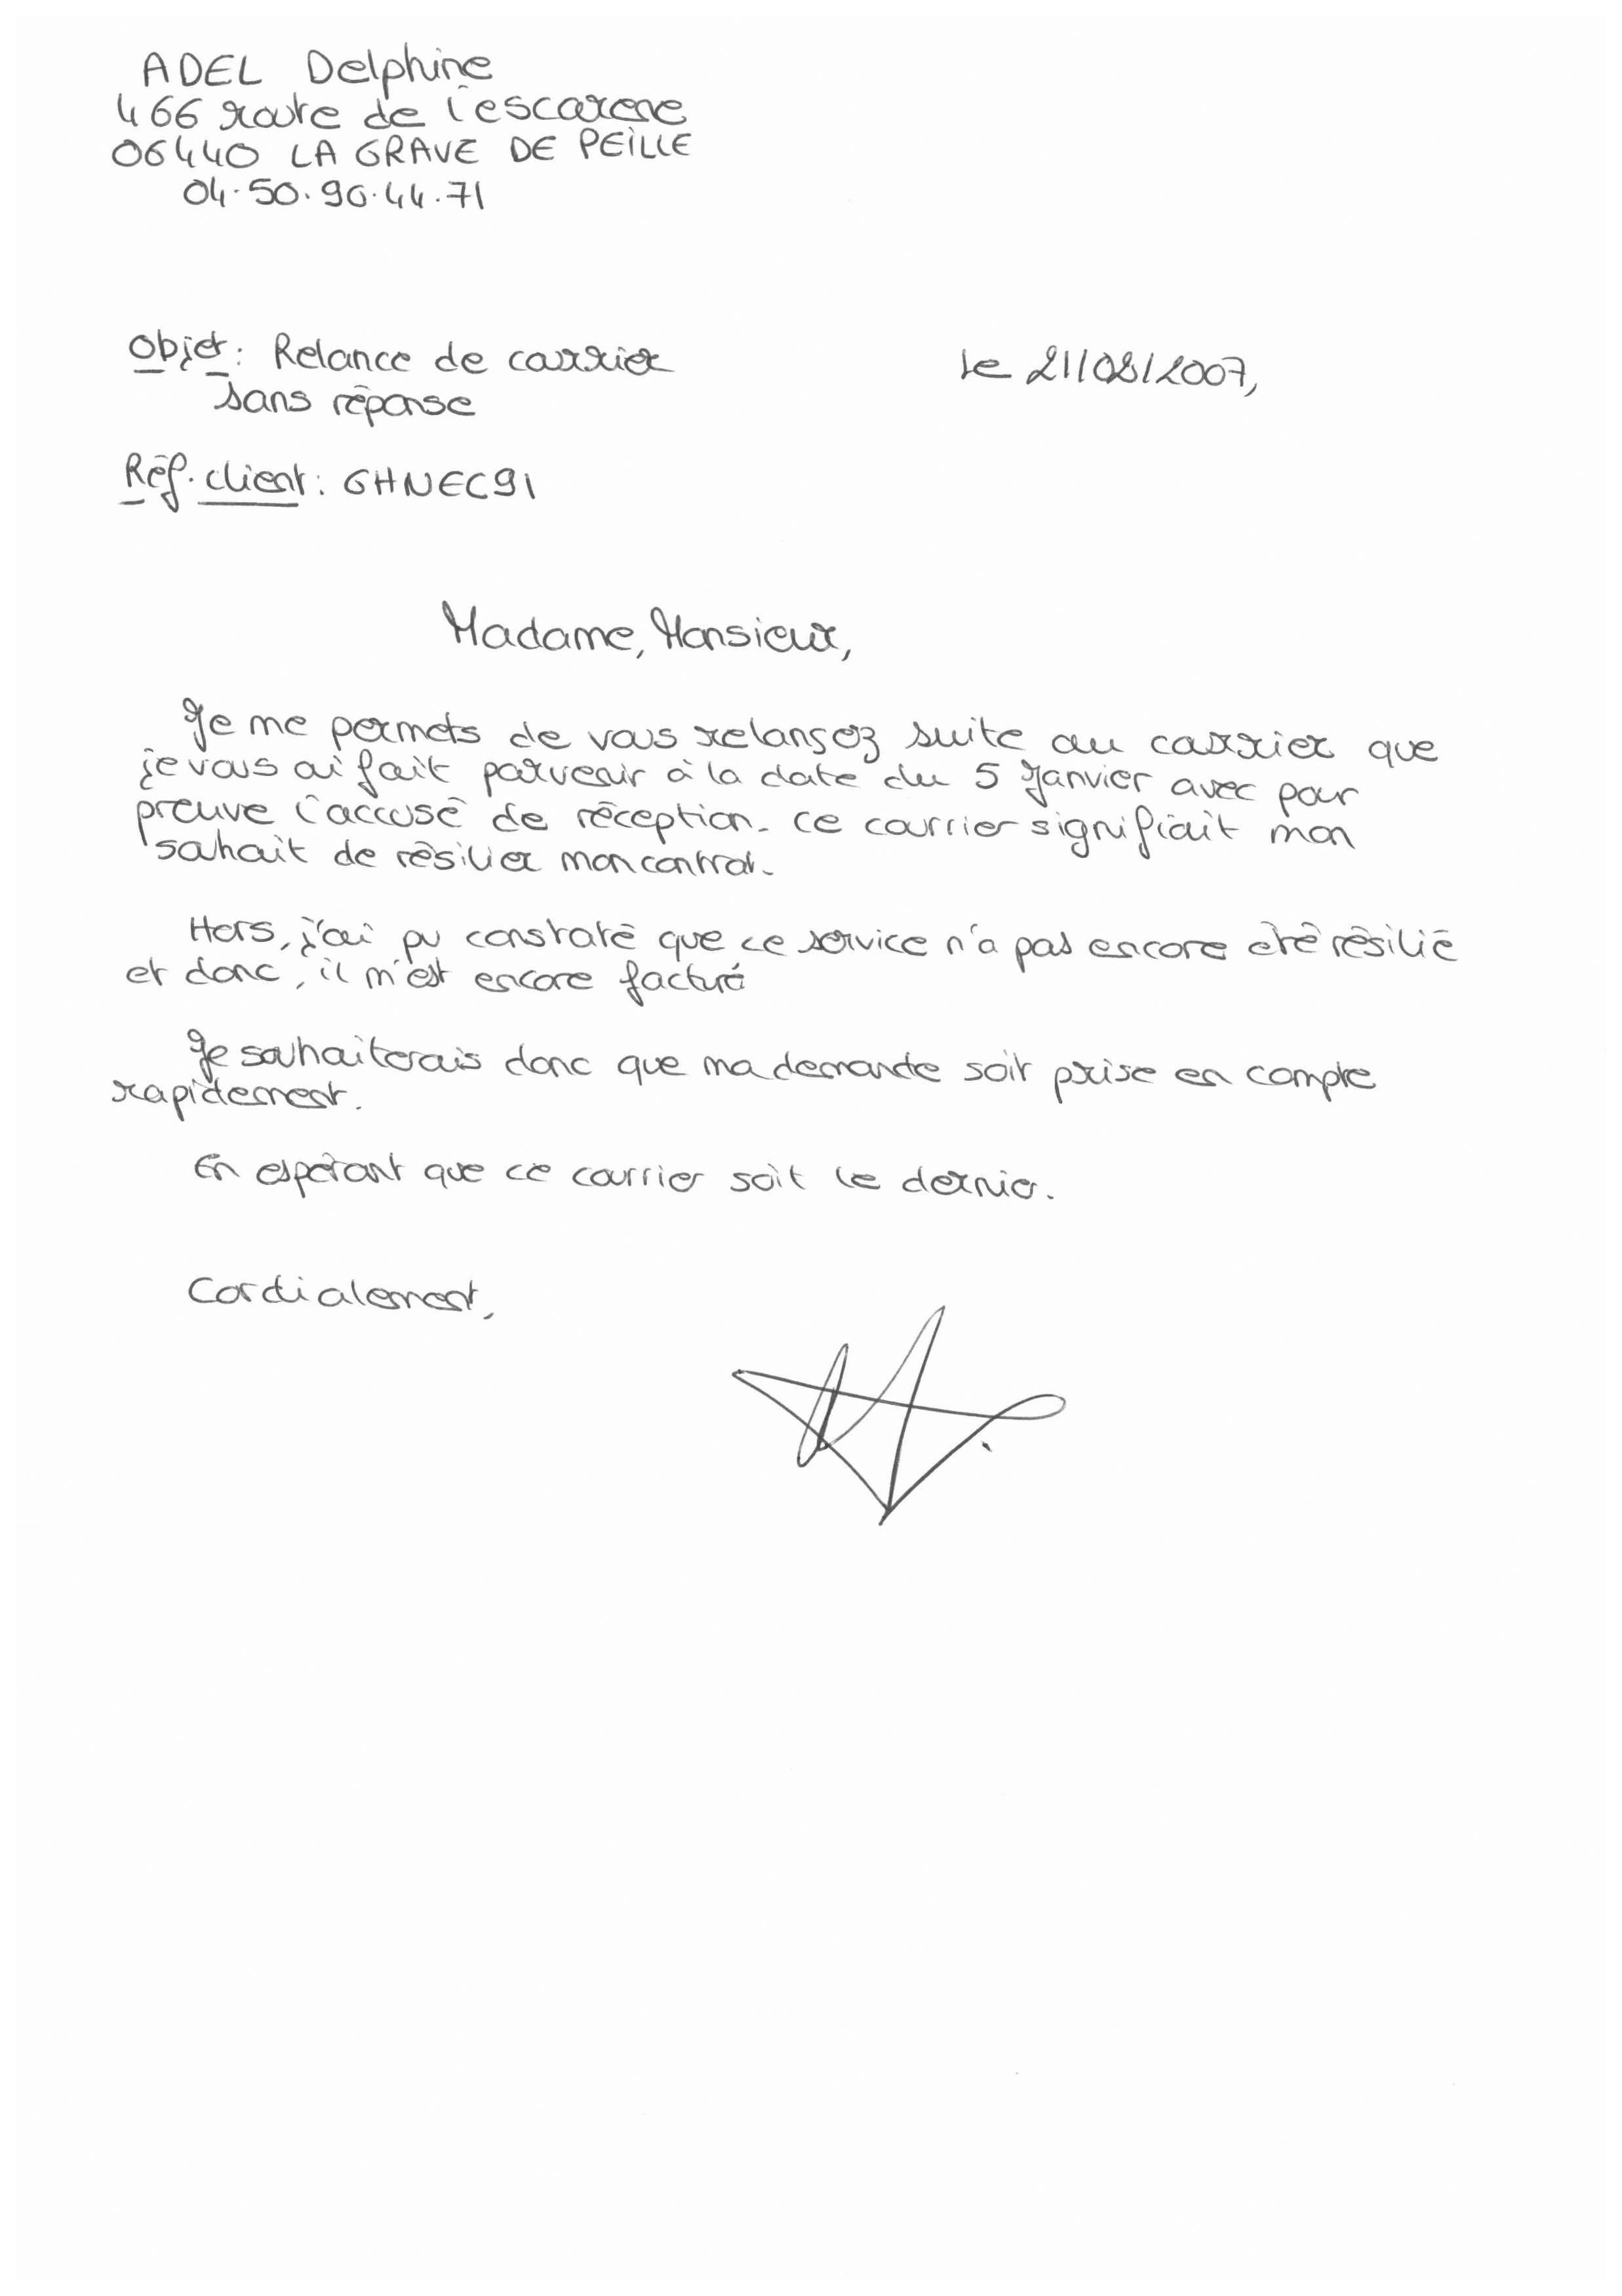 ADEL Delphine
466 route de l'escarene
06440 LA GRAVE DE PEILLE
04.50.90.44.71
Objet : Relance de courrier
sans réponse
le 21/08/2007,
Réf. client : GHNEC91
Madame, Monsieur,
Je me permets de vous relansez suite au courrier que
je vous ai fait parvenir à la date du 5 Janvier avec pour
preuve l'accusé de réception. Ce courrier signifiait mon
souhait de résilier mon contrat.
Hors, j'ai pu constaté que ce service n'a pas encore été résilié
et donc, il m'est encore facturé
Je souhaiterais donc que ma demande soit prise en compte
rapidement.
En espérant que ce courrier soit le dernier.
Cordialement,